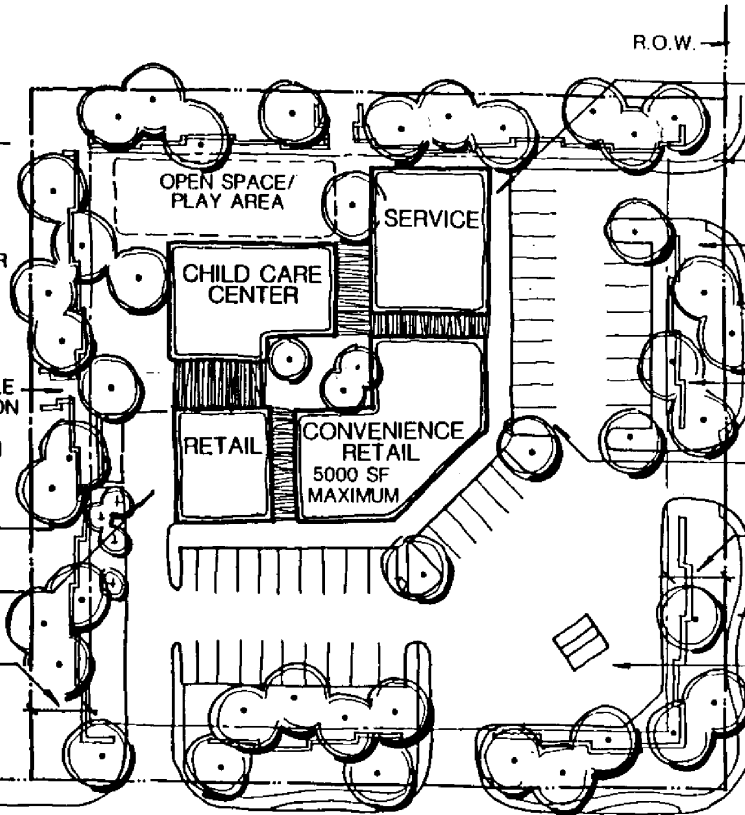 R.O.W.
OPEN SPACE/
PLAY AREA
SERVICE
CHILD CARE
CENTER
RETAIL
CONVENIENCE
RETAIL
5000 SF
MAXIMUM